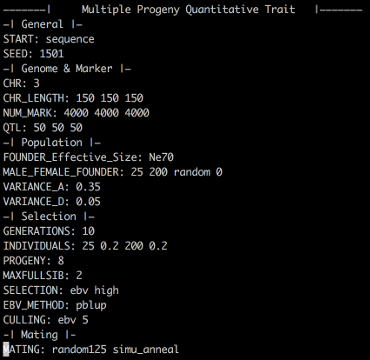 ———————| Multiple Progeny Quantitative Trait |———————
—| General |—
START: sequence
SEED: 1501
—| Genome & Marker |—
CHR: 3
CHR_LENGTH: 150 150 150
NUM_MARK: 4000 4000 4000
QTL: 50 50 50
—| Population |—
FOUNDER_Effective_Size: Ne70
MALE_FEMALE_FOUNDER: 25 200 random 0
VARIANCE_A: 0.35
VARIANCE_D: 0.05
—| Selection |—
GENERATIONS: 10
INDIVIDUALS: 25 0.2 200 0.2
PROGENY: 8
MAXFULLSIB: 2
SELECTION: ebv high
EBV_METHOD: pblup
CULLING: ebv 5
—| Mating |—
MATING: random125 simu_anneal